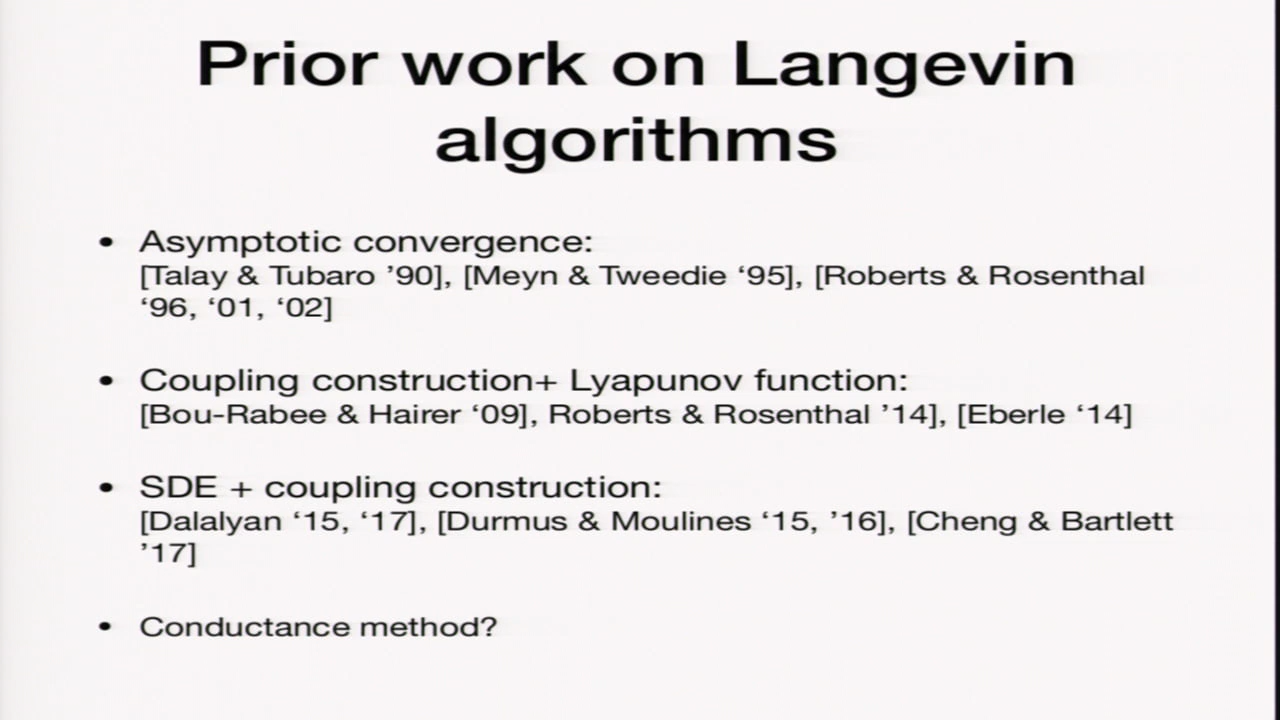 Prior work on Langevin
algorithms
• Asymptotic convergence:
[Talay & Tubaro ’90], [Meyn & Tweedie ‘95], [Roberts & Rosenthal
‘96, ‘01, ‘02]
• Coupling construction+ Lyapunov function:
[Bou-Rabee & Hairer ‘09], Roberts & Rosenthal ’14], [Eberle ‘14]
• SDE + coupling construction:
[Dalalyan ‘15, ‘17], [Durmus & Moulines ‘15, ’16], [Cheng & Bartlett
’17]
• Conductance method?